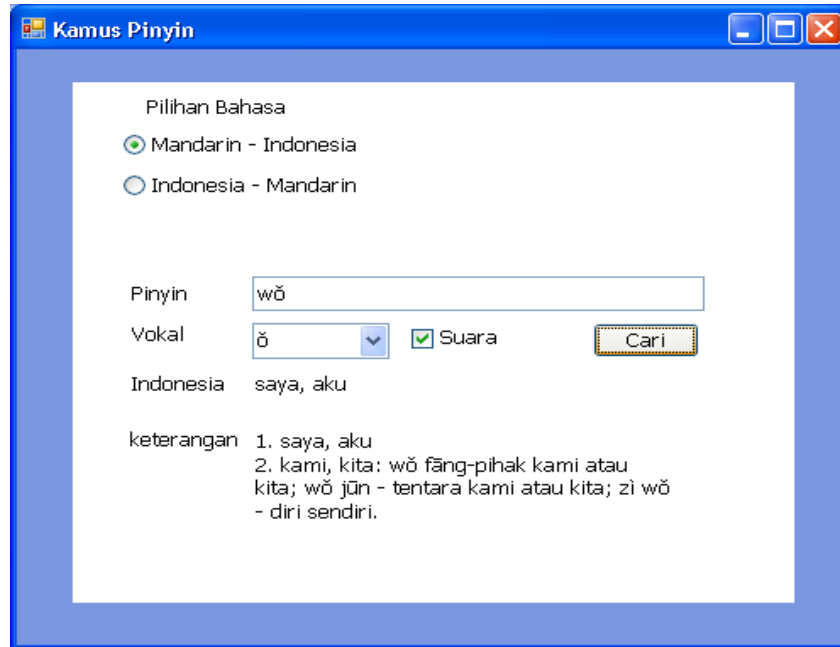 Kamus Pinyin
Pilihan Bahasa
Mandarin - Indonesia
Indonesia - Mandarin
Pinyin wǒ
Vokal ǒ Suara Cari
Indonesia saya, aku
keterangan 1. saya, aku
2. kami, kita: wǒ fāng-pihak kami atau
kita; wǒ jūn - tentara kami atau kita; zì wǒ
- diri sendiri.